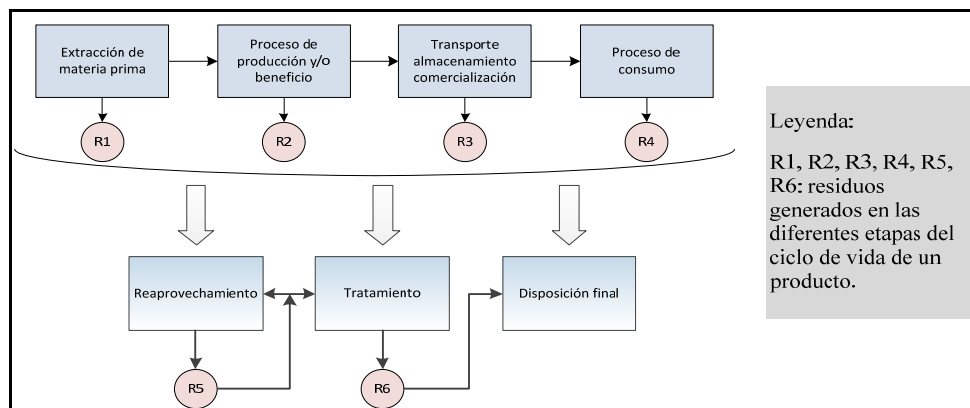 Extracción de
materia prima
Proceso de
producción y/o
beneficio
Transporte
almacenamiento
comercialización
Proceso de
consumo
R1
R2
R3
R4
Reaprovechamiento
Tratamiento
Disposición final
R5
R6
Leyenda:
R1, R2, R3, R4, R5,
R6: residuos
generados en las
diferentes etapas del
ciclo de vida de un
producto.